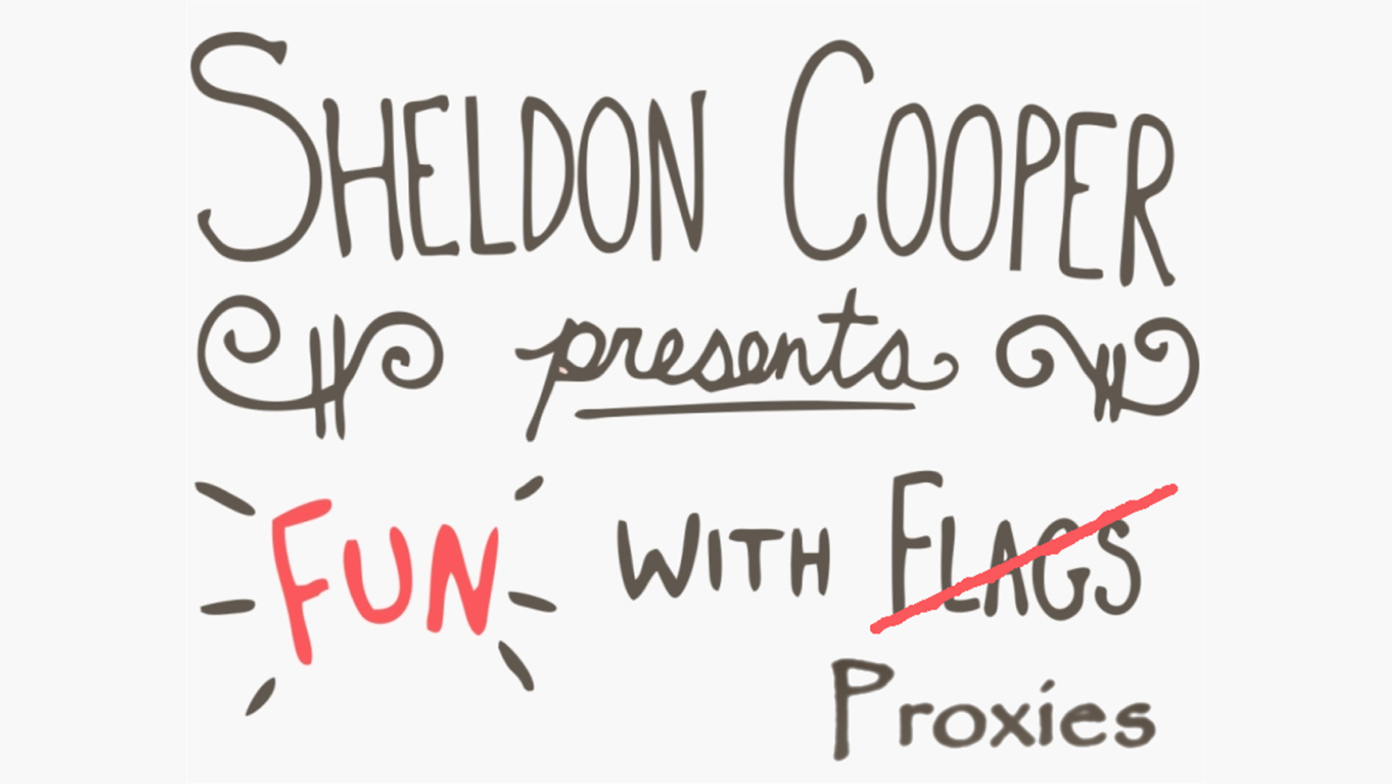 SHELDON COOPER
presents
FUN WITH FLAGS
Proxies